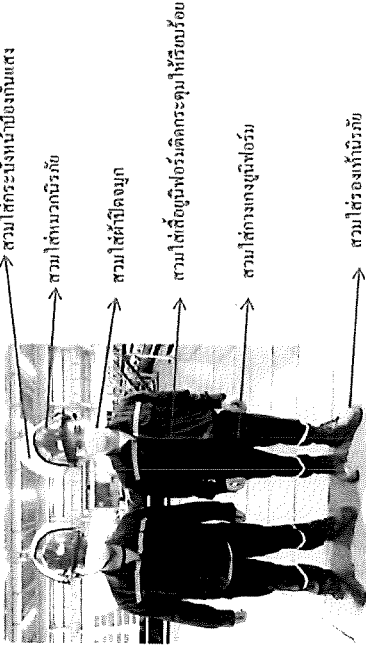 สวมใส่กระบังหน้าป้องกันแสง
สวมใส่หมวกนิรภัย
สวมใส่ผ้าปิดจมูก
สวมใส่เสื้อยูนิฟอร์มติดกระดุมให้เรียบร้อย
สวมใส่กางเกงยูนิฟอร์ม
สวมใส่รองเท้านิรภัย